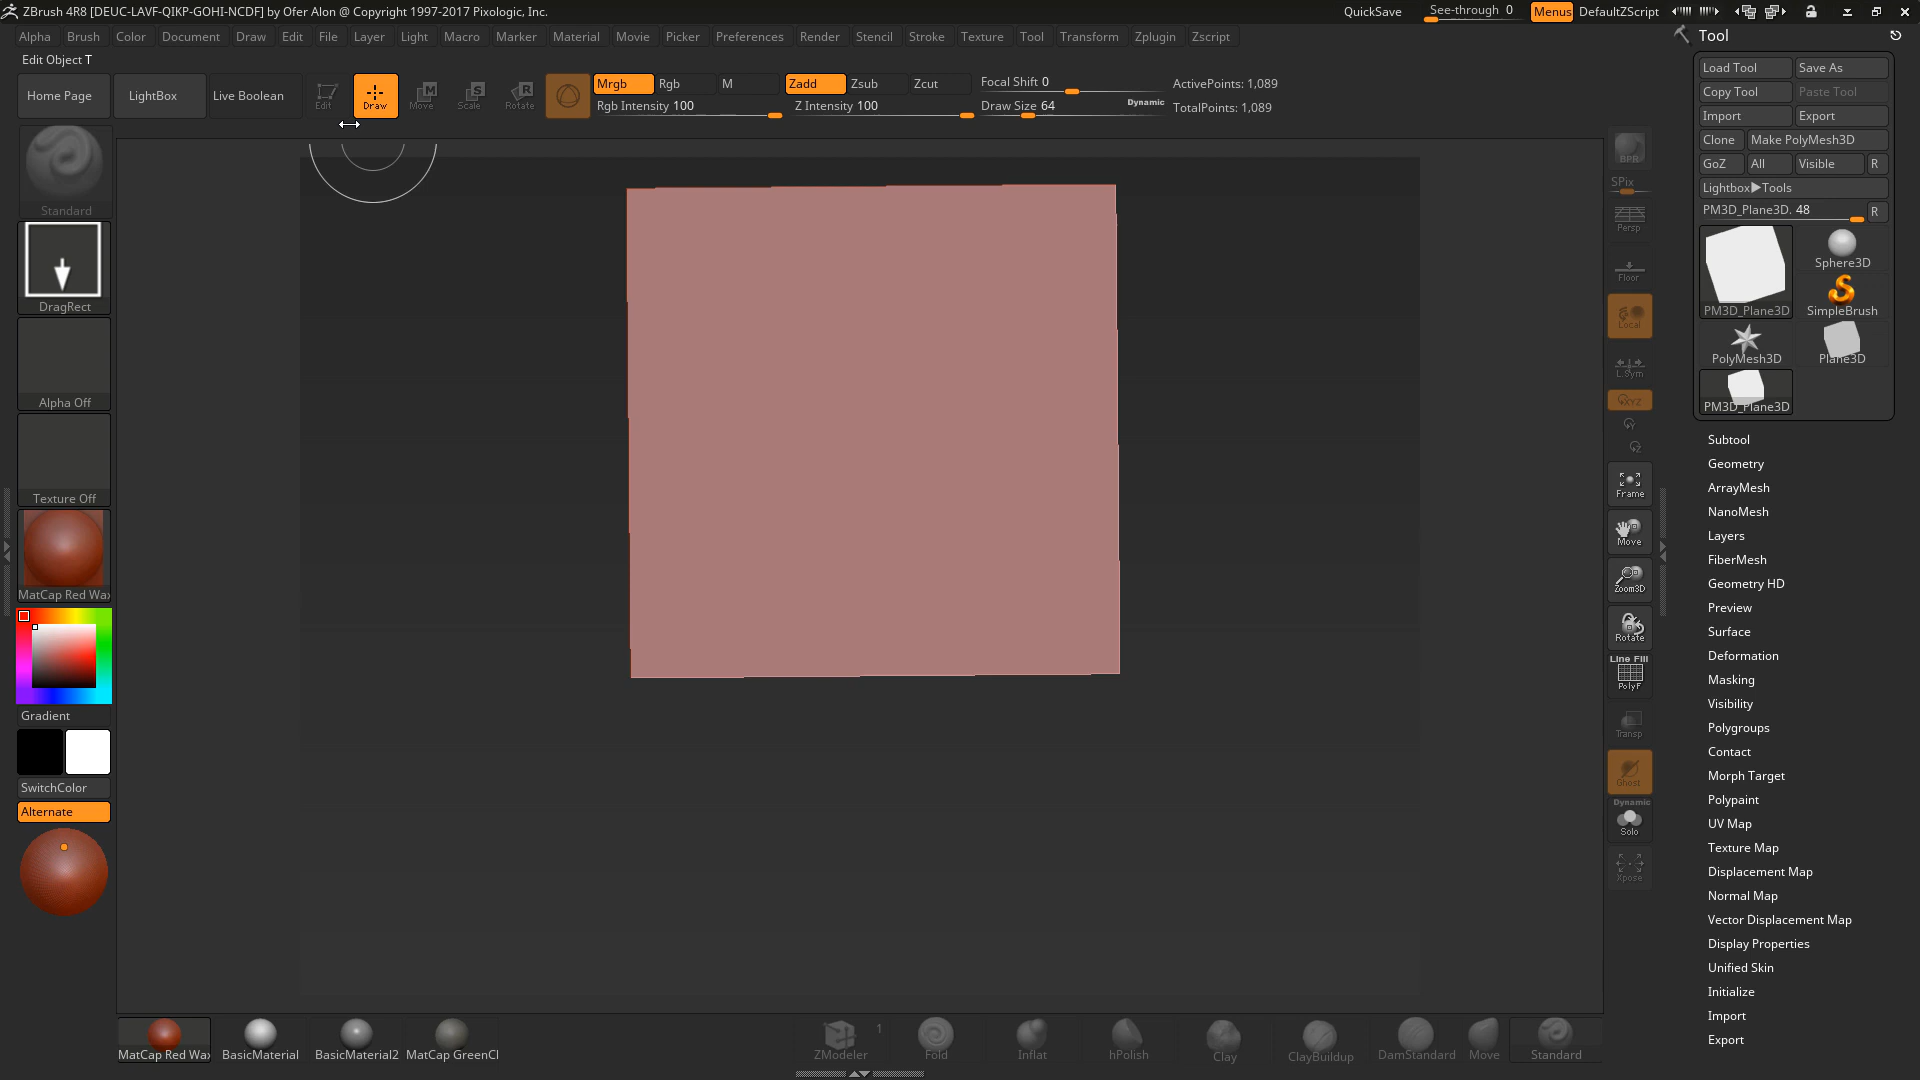 ZBrush 4R8 [DEUC-LAVF-QIKP-GOHI-NCDF] by Ofer Alon @ Copyright 1997-2017 Pixologic, Inc.
QuickSave
See-through 0
Menus
DefaultZScript
Alpha Brush Color Document Draw Edit File Layer Light Macro Marker Material Movie Picker Preferences Render Stencil Stroke Texture Tool Transform Zplugin Zscript
Edit Object T
Home Page
LightBox
Live Boolean
Edit
Draw
Move
Scale
Rotate
Mrgb Rgb M
Rgb Intensity 100
Zadd Zsub Zcut
Z Intensity 100
Focal Shift 0
Draw Size 64
Dynamic
ActivePoints: 1,089
TotalPoints: 1,089
Standard
DragRect
Alpha Off
Texture Off
MatCap Red Wax
Gradient
SwitchColor
Alternate
BPR
SPix
Persp
Floor
Local
L.Sym
XYZ
Y
Z
Frame
Move
Zoom3D
Rotate
Line Fill
PolyF
Transp
Ghost
Dynamic
Solo
Xpose
Tool
Load Tool
Save As
Copy Tool
Paste Tool
Import
Export
Clone
Make PolyMesh3D
GoZ
All
Visible
R
Lightbox▶Tools
PM3D_Plane3D. 48
R
PM3D_Plane3D
Sphere3D
SimpleBrush
PolyMesh3D
Plane3D
PM3D_Plane3D
Subtool
Geometry
ArrayMesh
NanoMesh
Layers
FiberMesh
Geometry HD
Preview
Surface
Deformation
Masking
Visibility
Polygroups
Contact
Morph Target
Polypaint
UV Map
Texture Map
Displacement Map
Normal Map
Vector Displacement Map
Display Properties
Unified Skin
Initialize
Import
Export
MatCap Red Wax
BasicMaterial
BasicMaterial2
MatCap GreenCl
1
ZModeler
Fold
Inflat
hPolish
Clay
ClayBuildup
DamStandard
Move
Standard